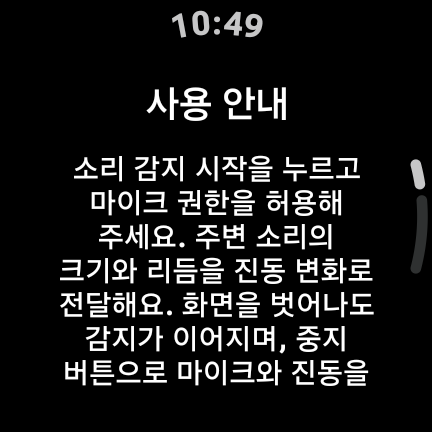 10:49
사용 안내
소리 감지 시작을 누르고
마이크 권한을 허용해
주세요. 주변 소리의
크기와 리듬을 진동 변화로
전달해요. 화면을 벗어나도
감지가 이어지며, 중지
버튼으로 마이크와 진동을